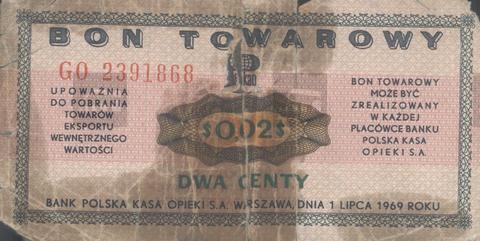 BON TOWAROWY
GO 2391868
UPOWAŻNIA
DO POBRANIA
TOWARÓW
EKSPORTU
WEWNĘTRZNEGO
WARTOŚCI
$0.02$
BON TOWAROWY
MOŻE BYĆ
ZREALIZOWANY
W KAŻDEJ
PLACÓWCE BANKU
POLSKA KASA
OPIEKI S.A.
DWA CENTY
BANK POLSKA KASA OPIEKI S.A. WARSZAWA, DNIA 1 LIPCA 1969 ROKU